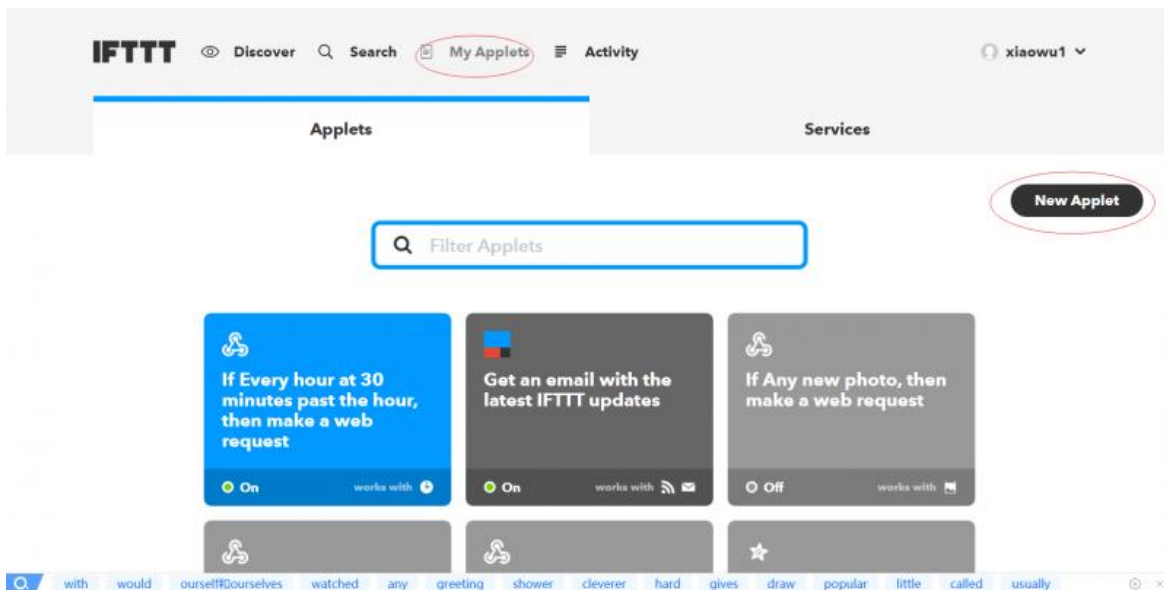 IFTTT Discover Search My Applets Activity xiaowu1
Applets Services
New Applet
Filter Applets
If Every hour at 30
minutes past the hour,
then make a web
request
On works with
Get an email with the
latest IFTTT updates
On works with
If Any new photo, then
make a web request
Off works with
with would ourself ourselves watched any greeting shower cleverer hard gives draw popular little called usually